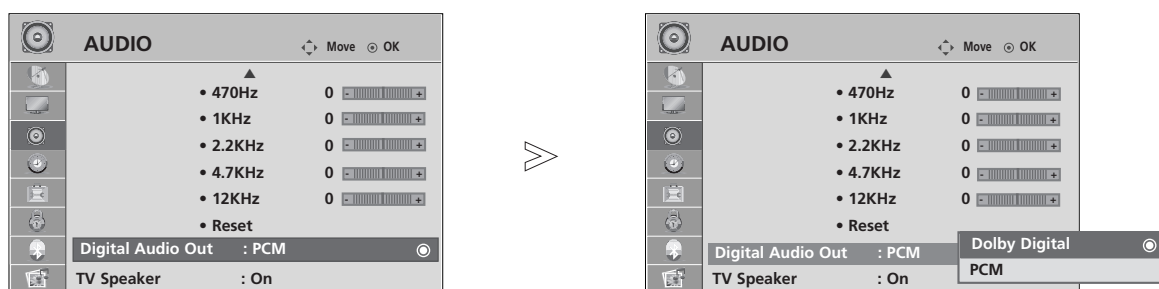 AUDIO Move OK
• 470Hz 0 - +
• 1KHz 0 - +
• 2.2KHz 0 - +
• 4.7KHz 0 - +
• 12KHz 0 - +
• Reset
Digital Audio Out : PCM
TV Speaker : On
AUDIO Move OK
• 470Hz 0 - +
• 1KHz 0 - +
• 2.2KHz 0 - +
• 4.7KHz 0 - +
• 12KHz 0 - +
• Reset
Digital Audio Out : PCM
TV Speaker : On
Dolby Digital
PCM